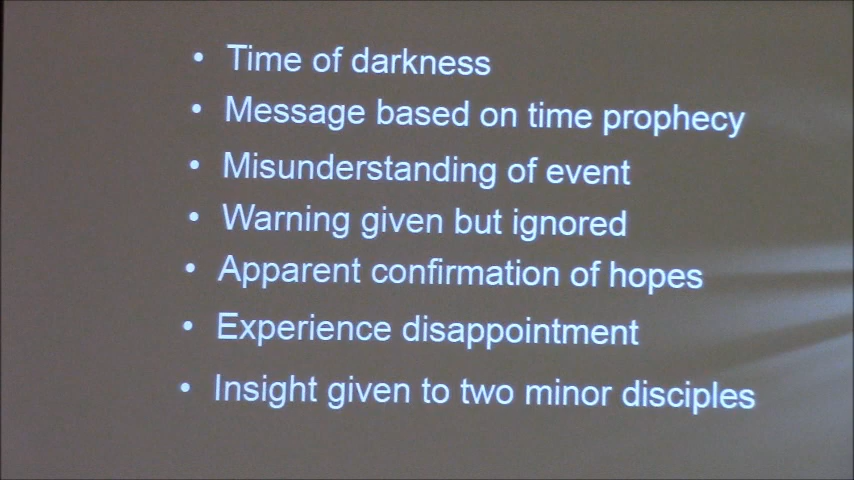 • Time of darkness
• Message based on time prophecy
• Misunderstanding of event
• Warning given but ignored
• Apparent confirmation of hopes
• Experience disappointment
• Insight given to two minor disciples